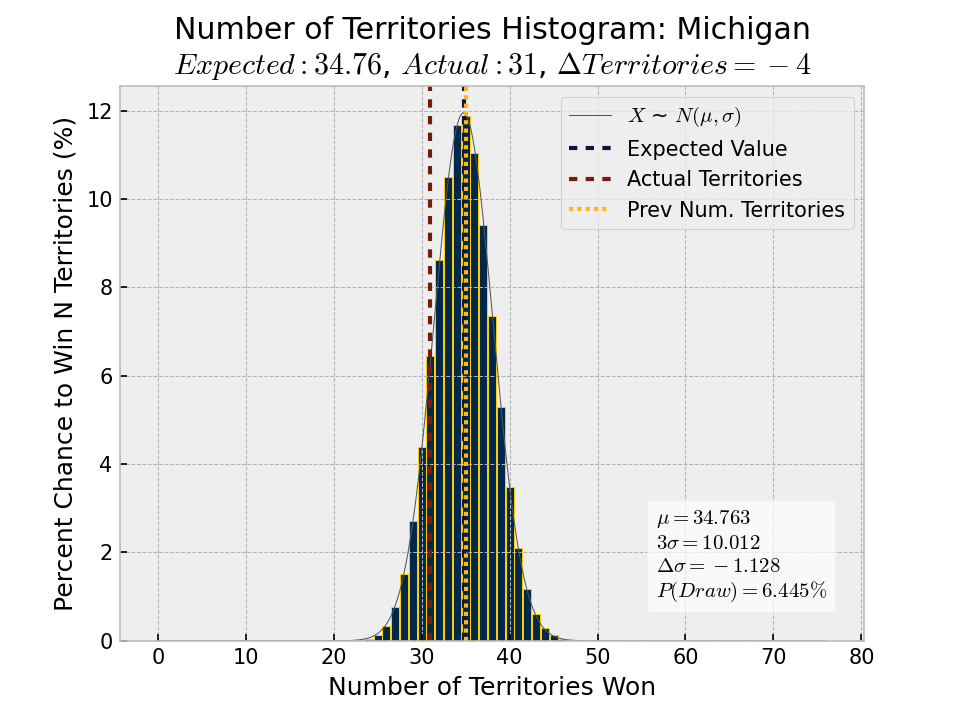 Number of Territories Histogram: Michigan
Expected : 34.76, Actual : 31, ΔTerritories = −4
Percent Chance to Win N Territories (%)
12
10
8
6
4
2
0
X ~ N(μ, σ)
Expected Value
Actual Territories
Prev Num. Territories
μ = 34.763
3σ = 10.012
Δσ = −1.128
P(Draw) = 6.445%
0 10 20 30 40 50 60 70 80
Number of Territories Won